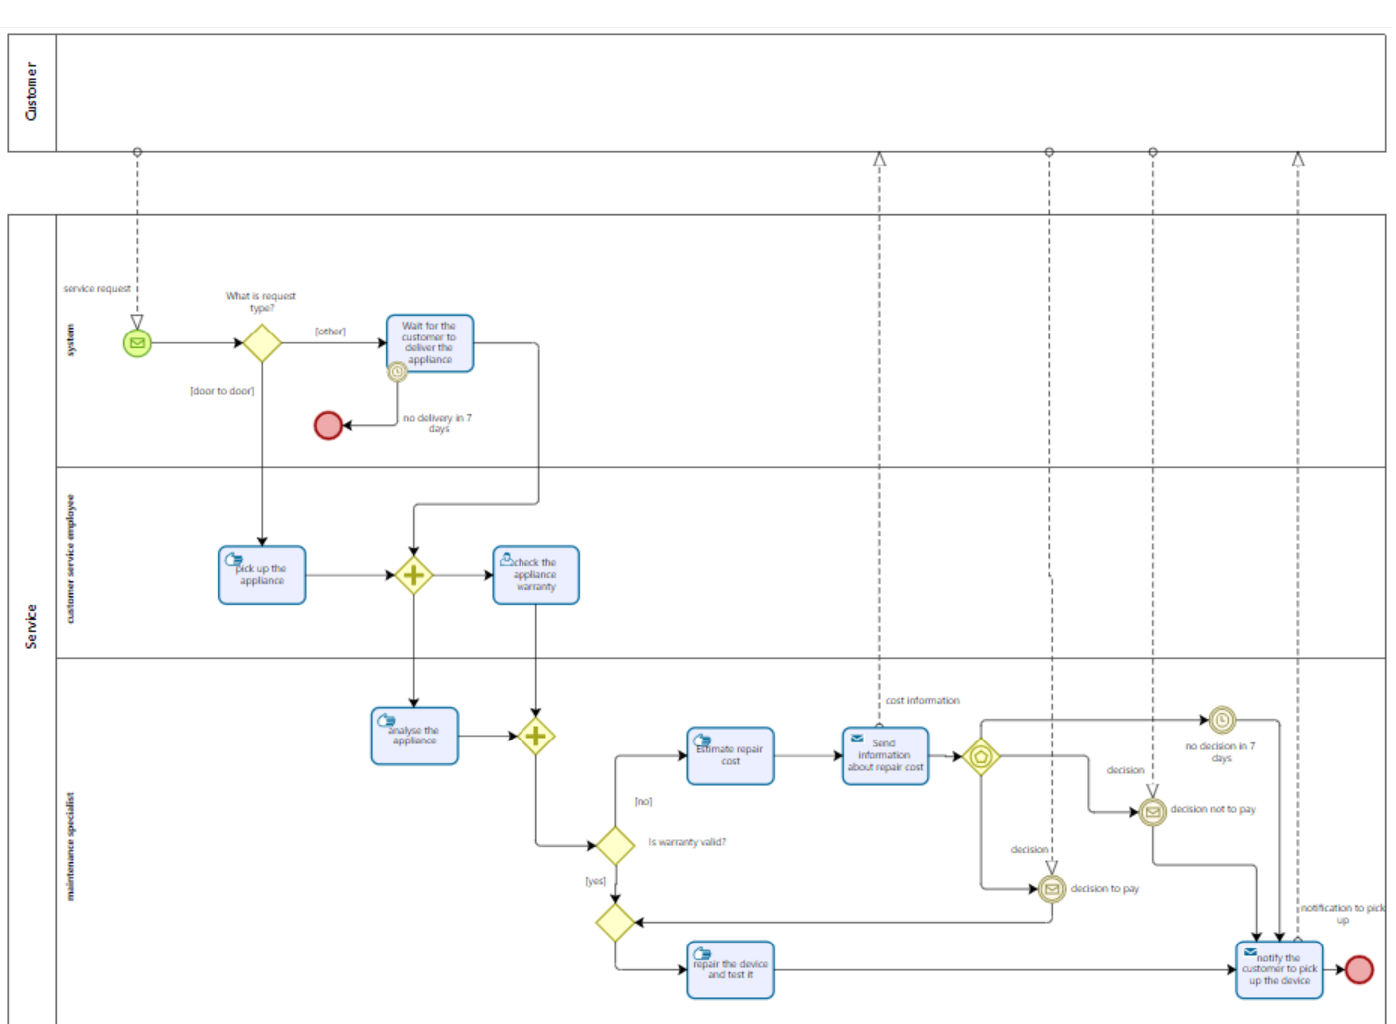 Customer
service request
What is request
type?
[other]
Wait for the
customer to
deliver the
appliance
system
[door to door]
no delivery in 7
days
customer service employee
pick up the
appliance
check the
appliance
warranty
Service
analyse the
appliance
cost information
Estimate repair
cost
Send
information
about repair cost
no decision in 7
days
decision
decision not to pay
[no]
Is warranty valid?
maintenance specialist
decision
[yes]
decision to pay
notification to pick
up
repair the device
and test it
notify the
customer to pick
up the device